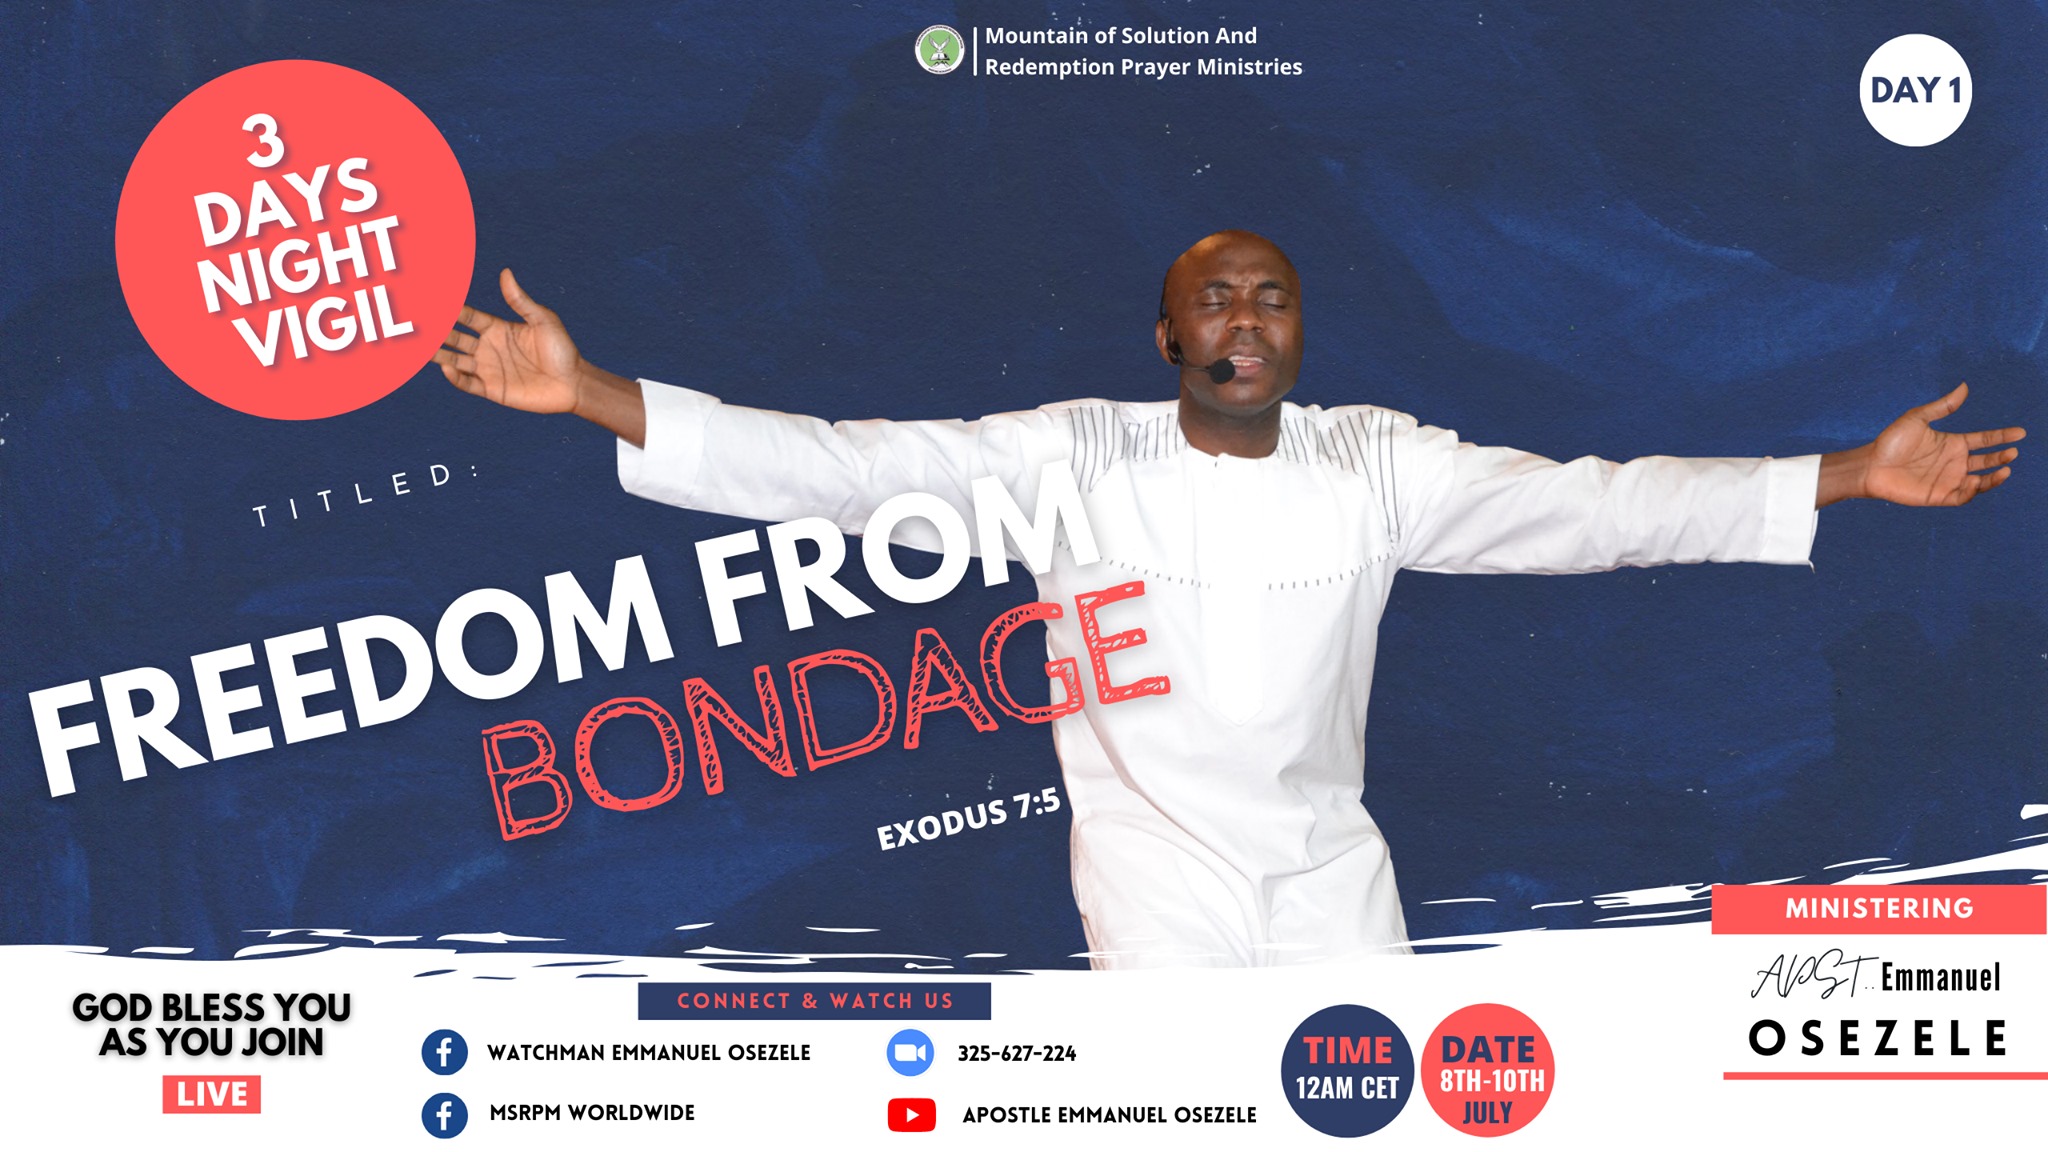 Mountain of Solution And
Redemption Prayer Ministries
DAY 1
3
DAYS
NIGHT
VIGIL
TITLED:
FREEDOM FROM
BONDAGE
EXODUS 7:5
MINISTERING
APST.. Emmanuel
OSEZELE
GOD BLESS YOU
AS YOU JOIN
LIVE
CONNECT & WATCH US
WATCHMAN EMMANUEL OSEZELE
MSRPM WORLDWIDE
325-627-224
APOSTLE EMMANUEL OSEZELE
TIME
12AM CET
DATE
8TH-10TH
JULY